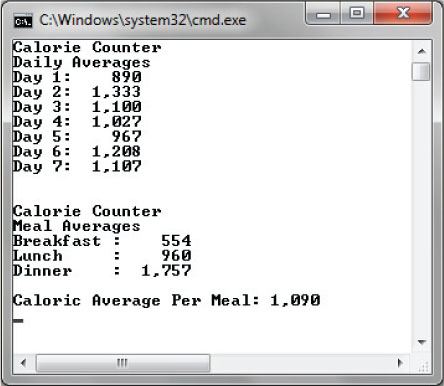 C:\Windows\system32\cmd.exe
Calorie Counter
Daily Averages
Day 1:    890
Day 2:  1,333
Day 3:  1,100
Day 4:  1,027
Day 5:    967
Day 6:  1,208
Day 7:  1,107
Calorie Counter
Meal Averages
Breakfast :    554
Lunch     :    960
Dinner    :  1,757
Caloric Average Per Meal: 1,090